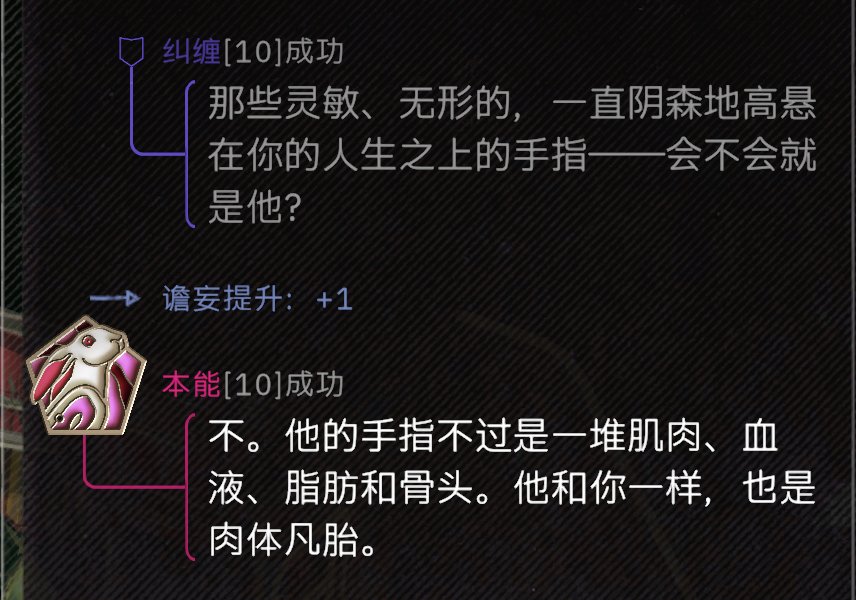 纠缠[10]成功
那些灵敏、无形的，一直阴森地高悬
在你的人生之上的手指——会不会就
是他？
谵妄提升：+1
本能[10]成功
不。他的手指不过是一堆肌肉、血
液、脂肪和骨头。他和你一样，也是
肉体凡胎。